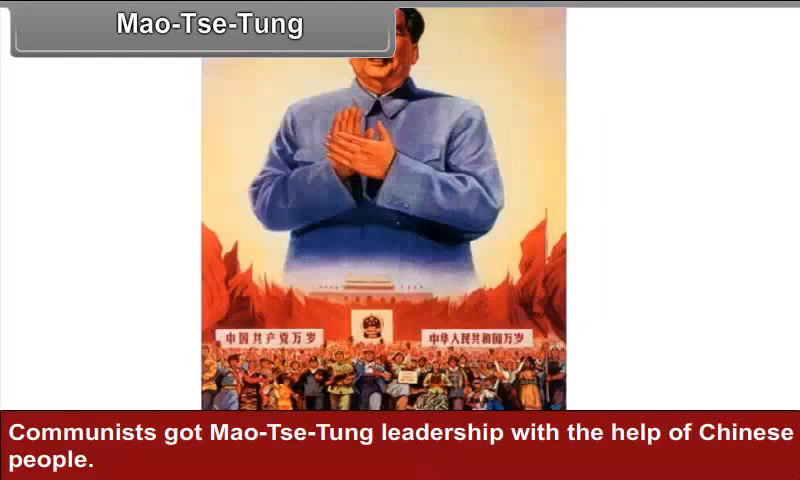 Mao-Tse-Tung
中国共产党万岁
中华人民共和国万岁
Communists got Mao-Tse-Tung leadership with the help of Chinese
people.